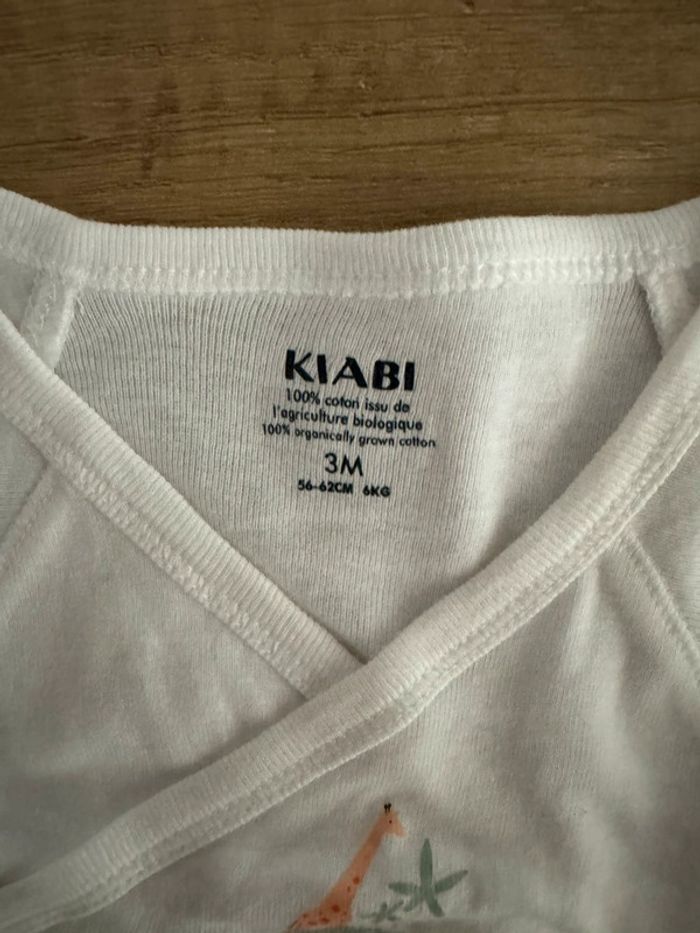 KIABI
100% coton issu de
l'agriculture biologique
100% organically grown cotton
3M
56-62CM 6KG